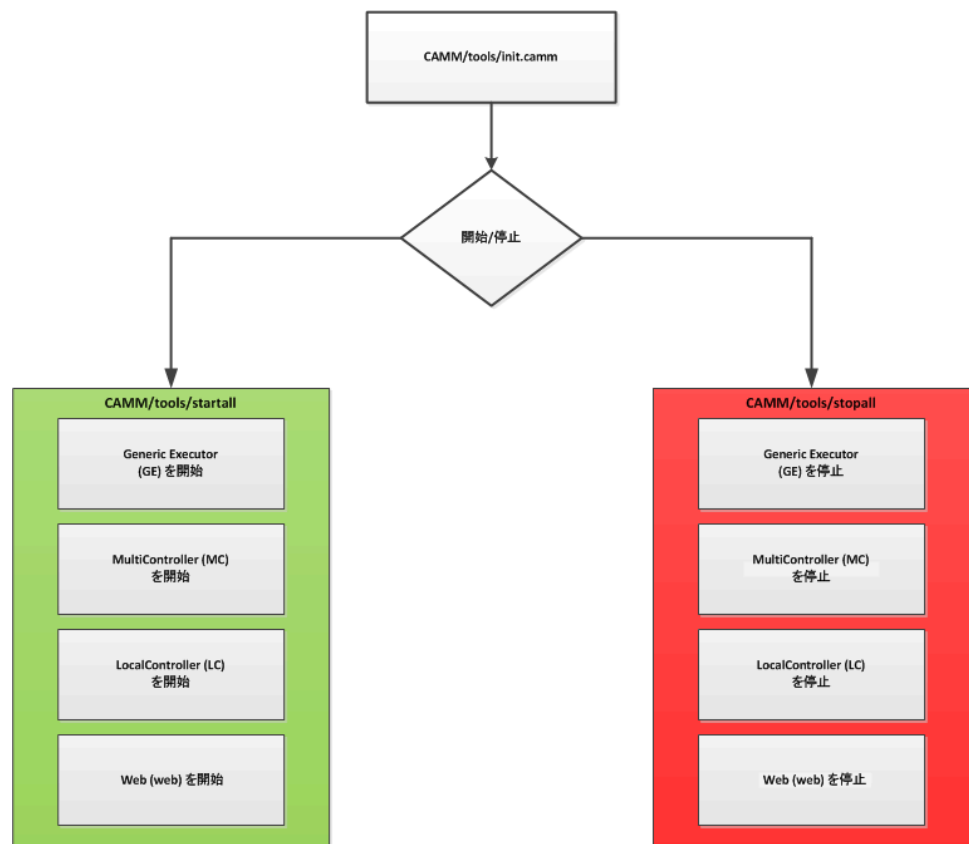 CAMM/tools/init.camm
開始/停止
CAMM/tools/startall
Generic Executor
(GE) を開始
MultiController (MC)
を開始
LocalController (LC)
を開始
Web (web) を開始
CAMM/tools/stopall
Generic Executor
(GE) を停止
MultiController (MC)
を停止
LocalController (LC)
を停止
Web (web) を停止